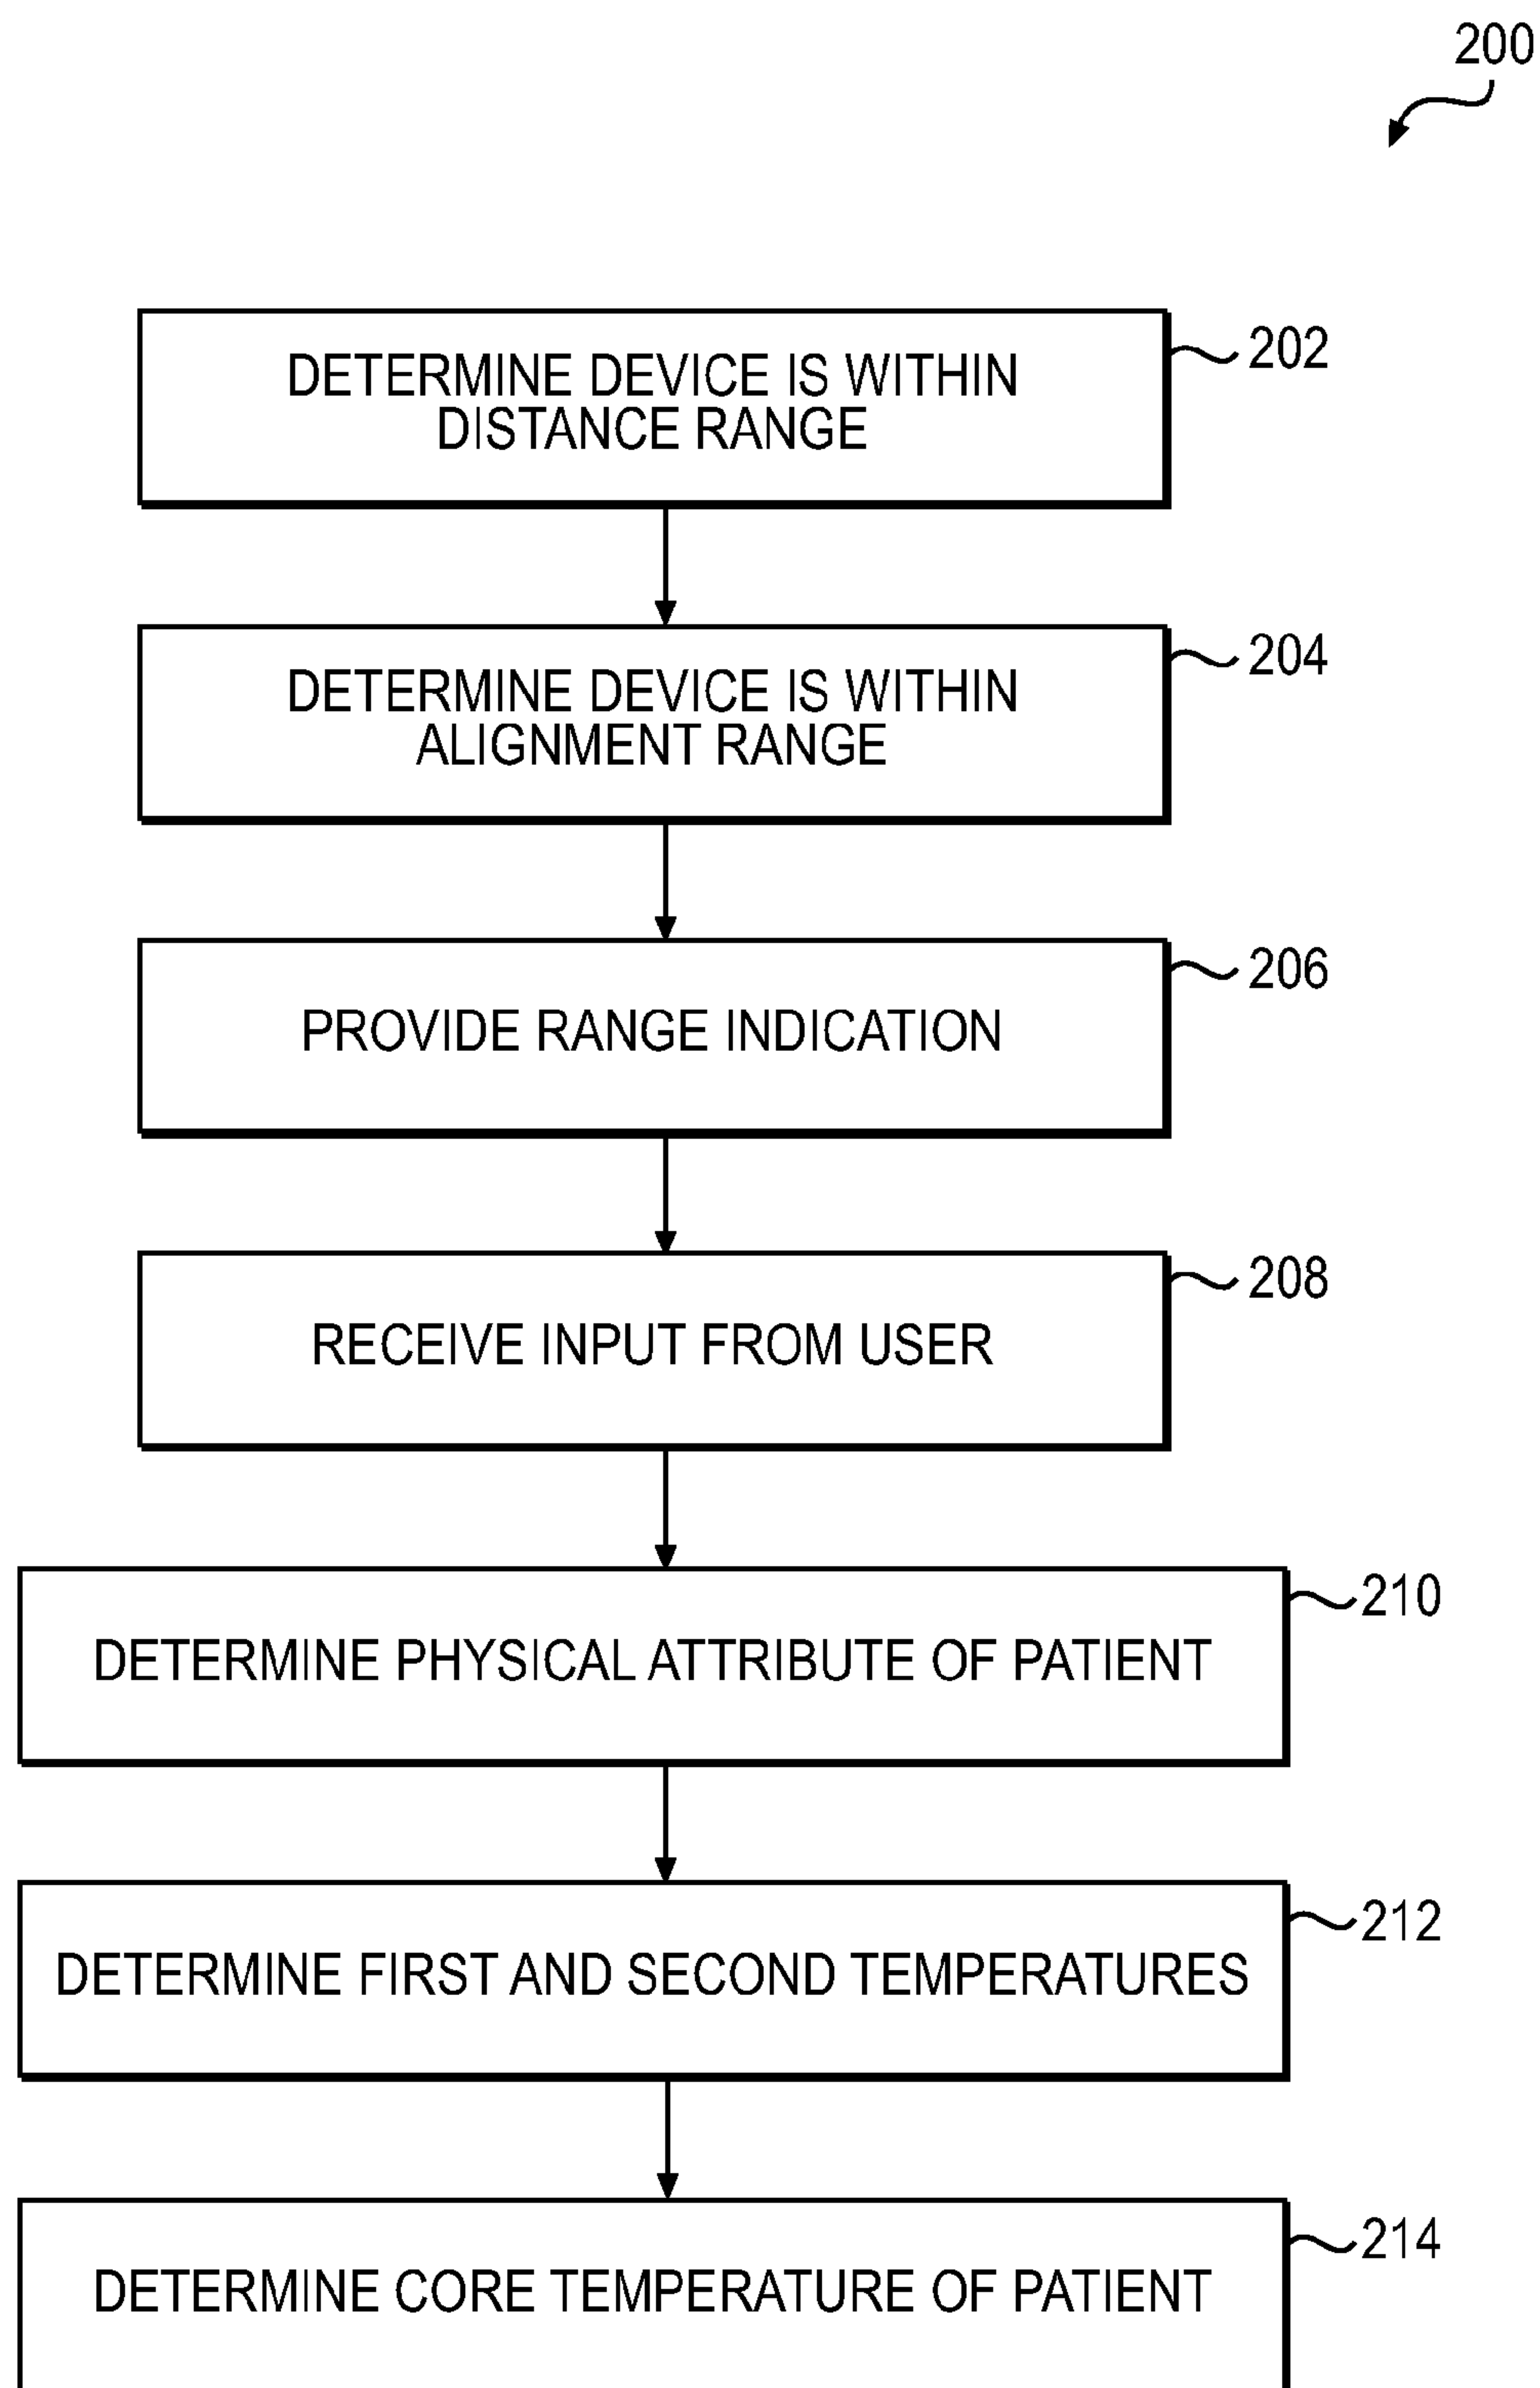 200
DETERMINE DEVICE IS WITHIN
DISTANCE RANGE
202
DETERMINE DEVICE IS WITHIN
ALIGNMENT RANGE
204
PROVIDE RANGE INDICATION
206
RECEIVE INPUT FROM USER
208
DETERMINE PHYSICAL ATTRIBUTE OF PATIENT
210
DETERMINE FIRST AND SECOND TEMPERATURES
212
DETERMINE CORE TEMPERATURE OF PATIENT
214